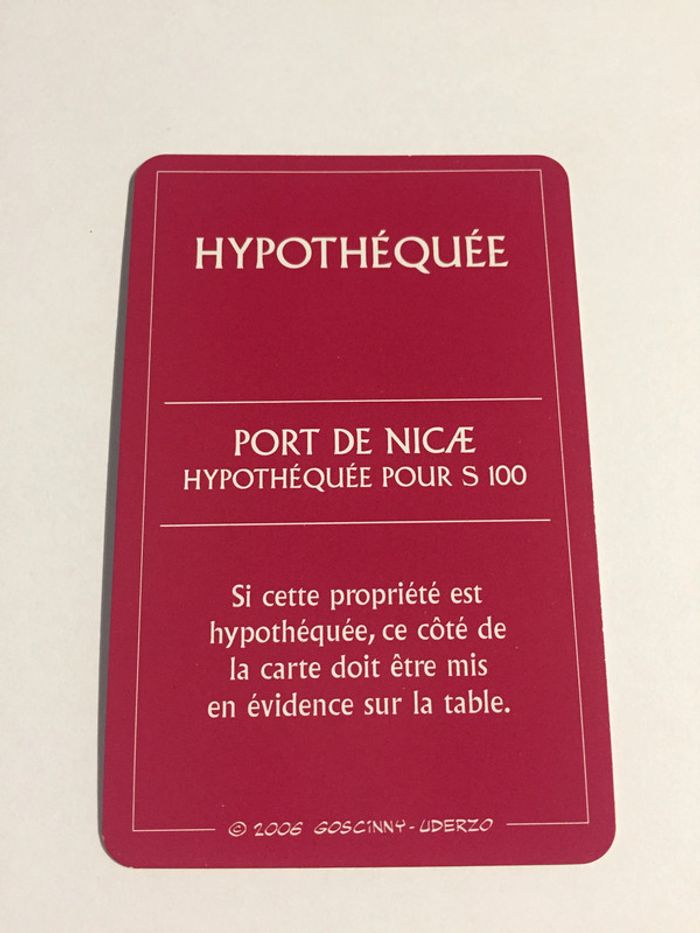 HYPOTHÉQUÉE
PORT DE NICÆ
HYPOTHÉQUÉE POUR S 100
Si cette propriété est
hypothéquée, ce côté de
la carte doit être mis
en évidence sur la table.
© 2006 GOSCINNY - UDERZO